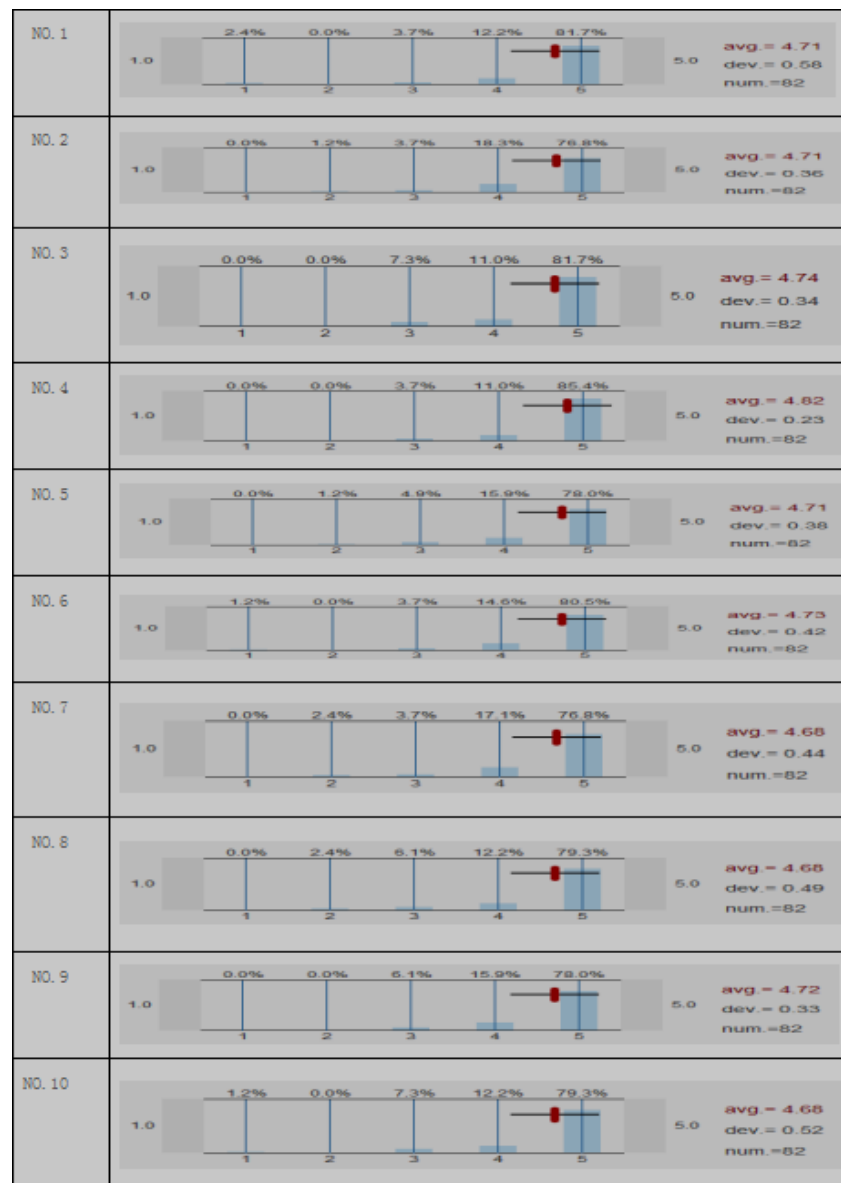 NO. 1
2.4% 0.0% 3.7% 12.2% 81.7%
1.0 5.0
1 2 3 4 5
avg.= 4.71
dev.= 0.58
num.=82
NO. 2
0.0% 1.2% 3.7% 18.3% 76.8%
1.0 5.0
1 2 3 4 5
avg.= 4.71
dev.= 0.36
num.=82
NO. 3
0.0% 0.0% 7.3% 11.0% 81.7%
1.0 5.0
1 2 3 4 5
avg.= 4.74
dev.= 0.34
num.=82
NO. 4
0.0% 0.0% 3.7% 11.0% 85.4%
1.0 5.0
1 2 3 4 5
avg.= 4.82
dev.= 0.23
num.=82
NO. 5
0.0% 1.2% 4.9% 15.9% 78.0%
1.0 5.0
1 2 3 4 5
avg.= 4.71
dev.= 0.38
num.=82
NO. 6
1.2% 0.0% 3.7% 14.6% 80.5%
1.0 5.0
1 2 3 4 5
avg.= 4.73
dev.= 0.42
num.=82
NO. 7
0.0% 2.4% 3.7% 17.1% 76.8%
1.0 5.0
1 2 3 4 5
avg.= 4.68
dev.= 0.44
num.=82
NO. 8
0.0% 2.4% 6.1% 12.2% 79.3%
1.0 5.0
1 2 3 4 5
avg.= 4.68
dev.= 0.49
num.=82
NO. 9
0.0% 0.0% 6.1% 15.9% 78.0%
1.0 5.0
1 2 3 4 5
avg.= 4.72
dev.= 0.33
num.=82
NO. 10
1.2% 0.0% 7.3% 12.2% 79.3%
1.0 5.0
1 2 3 4 5
avg.= 4.68
dev.= 0.52
num.=82